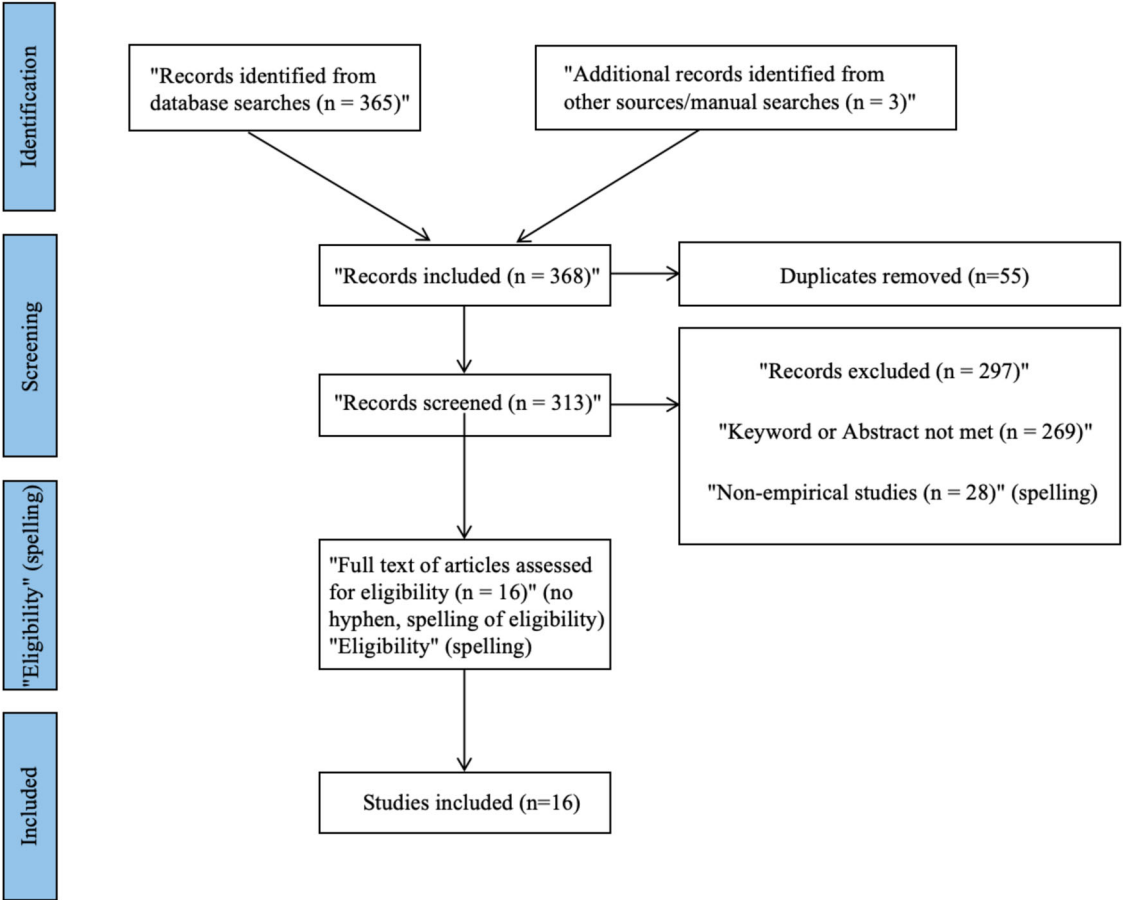 Identification
"Records identified from
database searches (n = 365)"
"Additional records identified from
other sources/manual searches (n = 3)"
Screening
"Records included (n = 368)"
Duplicates removed (n=55)
"Records screened (n = 313)"
"Records excluded (n = 297)"
"Keyword or Abstract not met (n = 269)"
"Non-empirical studies (n = 28)" (spelling)
"Eligibility" (spelling)
"Full text of articles assessed
for eligibility (n = 16)" (no
hyphen, spelling of eligibility)
"Eligibility" (spelling)
Included
Studies included (n=16)